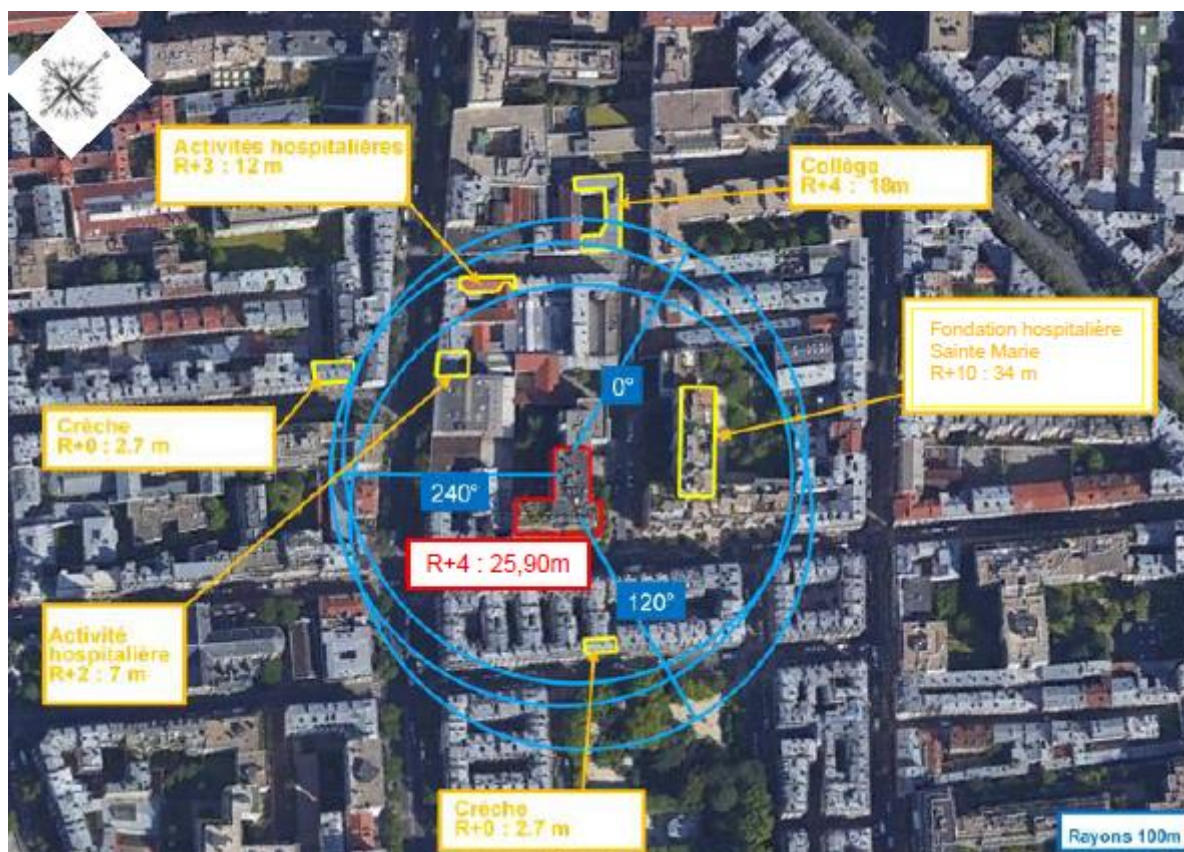 Activités hospitalières
R+3 : 12 m
Collège
R+4 : 18m
Fondation hospitalière
Sainte Marie
R+10 : 34 m
0°
Crèche
R+0 : 2.7 m
240°
R+4 : 25,90m
120°
Activité
hospitalière
R+2 : 7 m
Crèche
R+0 : 2.7 m
Rayons 100m